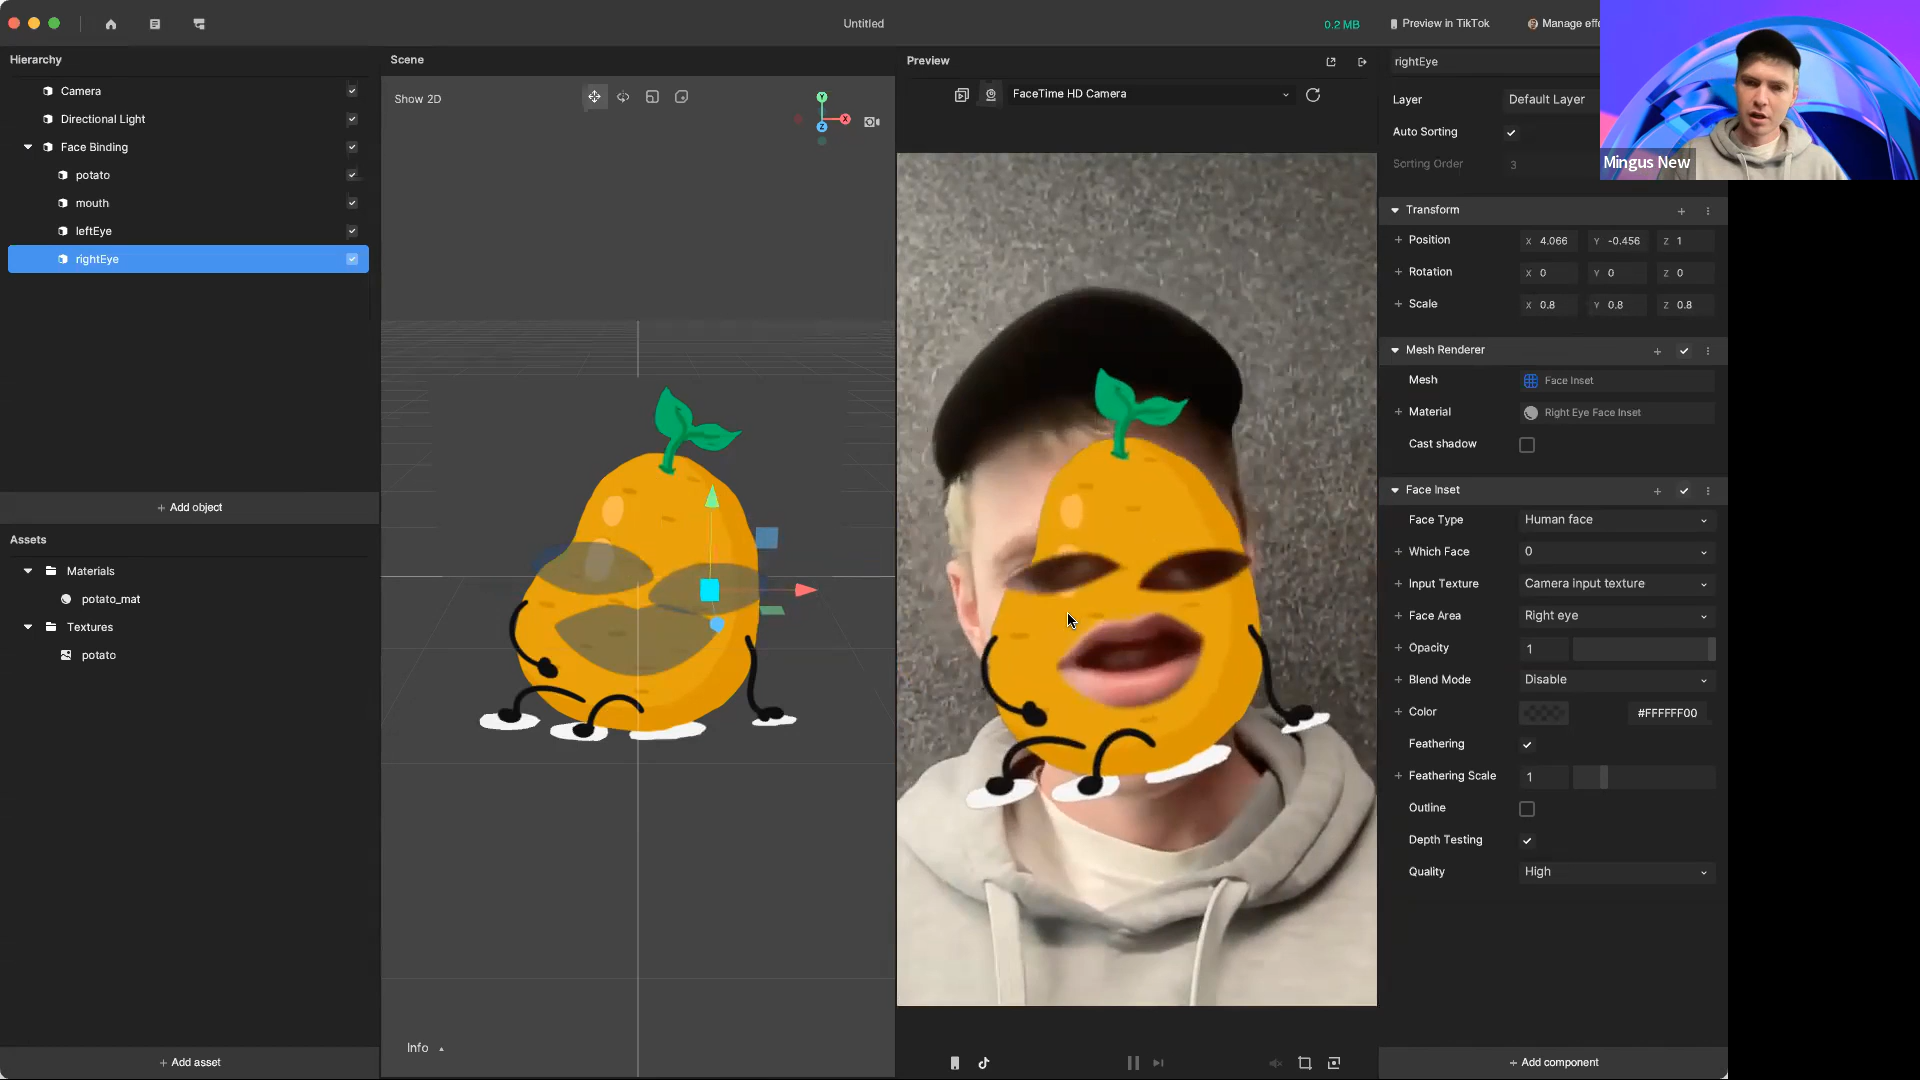 Untitled
0.2 MB
Preview in TikTok
Manage effe
Hierarchy
Camera
Directional Light
Face Binding
potato
mouth
leftEye
rightEye
+ Add object
Assets
Materials
potato_mat
Textures
potato
+ Add asset
Scene
Show 2D
Y
X
Z
Info
Preview
FaceTime HD Camera
rightEye
Layer
Default Layer
Auto Sorting
Sorting Order
3
Mingus New
Transform
Position
X 4.066
Y -0.456
Z 1
Rotation
X 0
Y 0
Z 0
Scale
X 0.8
Y 0.8
Z 0.8
Mesh Renderer
Mesh
Face Inset
Material
Right Eye Face Inset
Cast shadow
Face Inset
Face Type
Human face
Which Face
0
Input Texture
Camera input texture
Face Area
Right eye
Opacity
1
Blend Mode
Disable
Color
#FFFFFF00
Feathering
Feathering Scale
1
Outline
Depth Testing
Quality
High
+ Add component